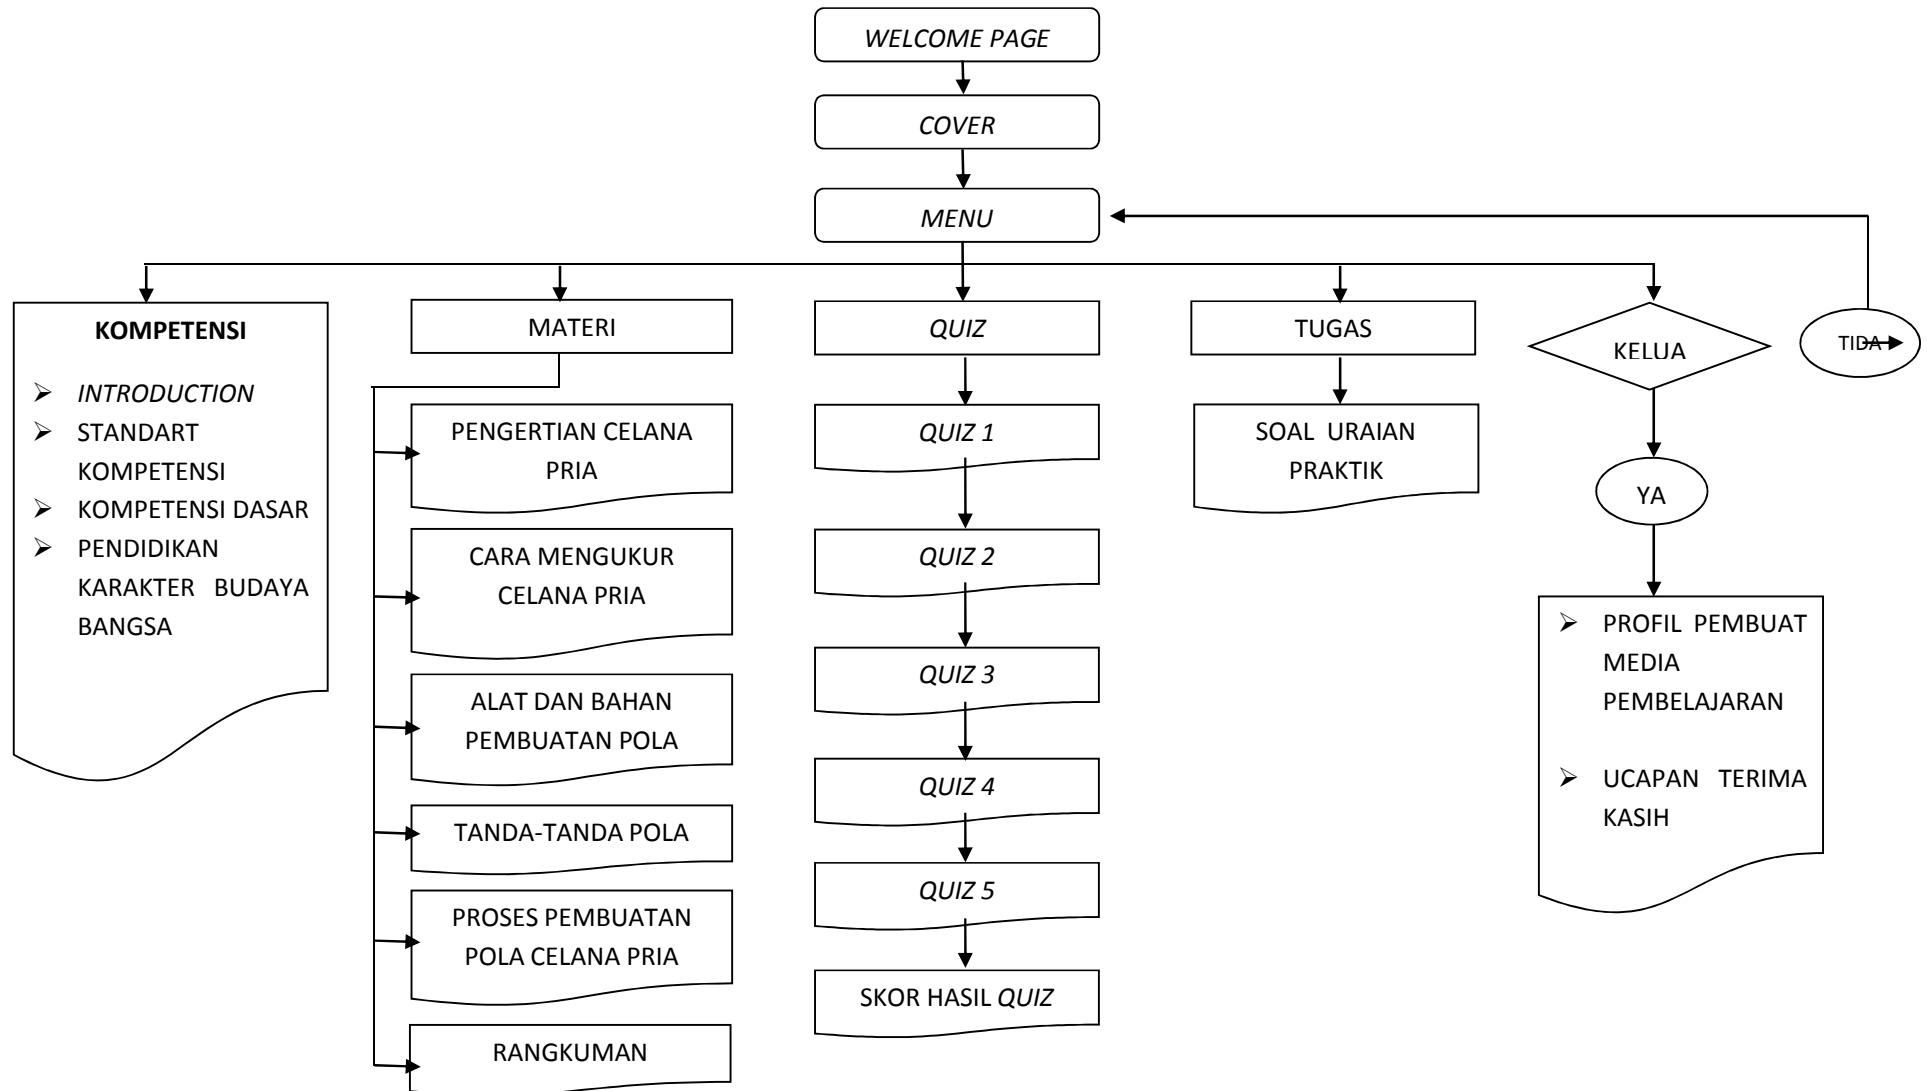 WELCOME PAGE
COVER
MENU
KOMPETENSI
➢ INTRODUCTION
➢ STANDART
KOMPETENSI
➢ KOMPETENSI DASAR
➢ PENDIDIKAN
KARAKTER BUDAYA
BANGSA
MATERI
PENGERTIAN CELANA
PRIA
CARA MENGUKUR
CELANA PRIA
ALAT DAN BAHAN
PEMBUATAN POLA
TANDA-TANDA POLA
PROSES PEMBUATAN
POLA CELANA PRIA
RANGKUMAN
QUIZ
QUIZ 1
QUIZ 2
QUIZ 3
QUIZ 4
QUIZ 5
SKOR HASIL QUIZ
TUGAS
SOAL URAIAN
PRAKTIK
KELUA
YA
➢ PROFIL PEMBUAT
MEDIA
PEMBELAJARAN
➢ UCAPAN TERIMA
KASIH
TIDA